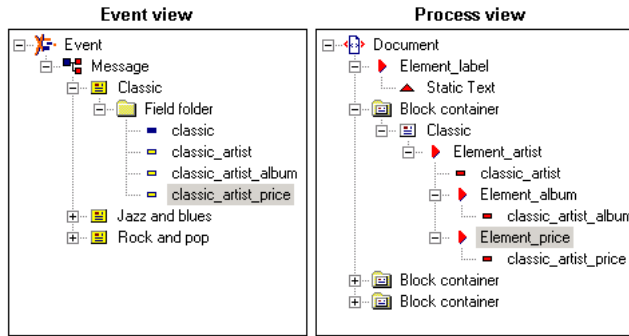 Event view
Event
Message
Classic
Field folder
classic
classic_artist
classic_artist_album
classic_artist_price
Jazz and blues
Rock and pop
Process view
Document
Element_label
Static Text
Block container
Classic
Element_artist
classic_artist
Element_album
classic_artist_album
Element_price
classic_artist_price
Block container
Block container